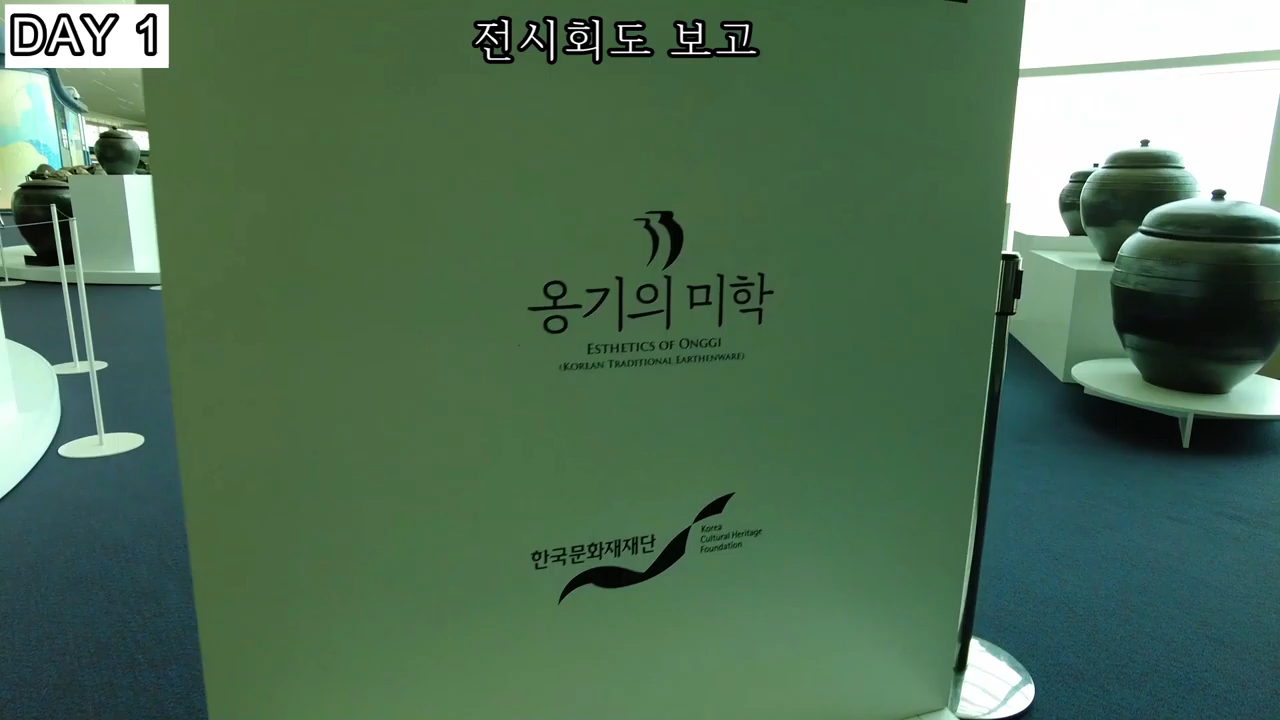 DAY 1
전시회도 보고
옹기의 미학
ESTHETICS OF ONGGI
(KOREAN TRADITIONAL EARTHENWARE)
한국문화재재단
Korea
Cultural Heritage
Foundation